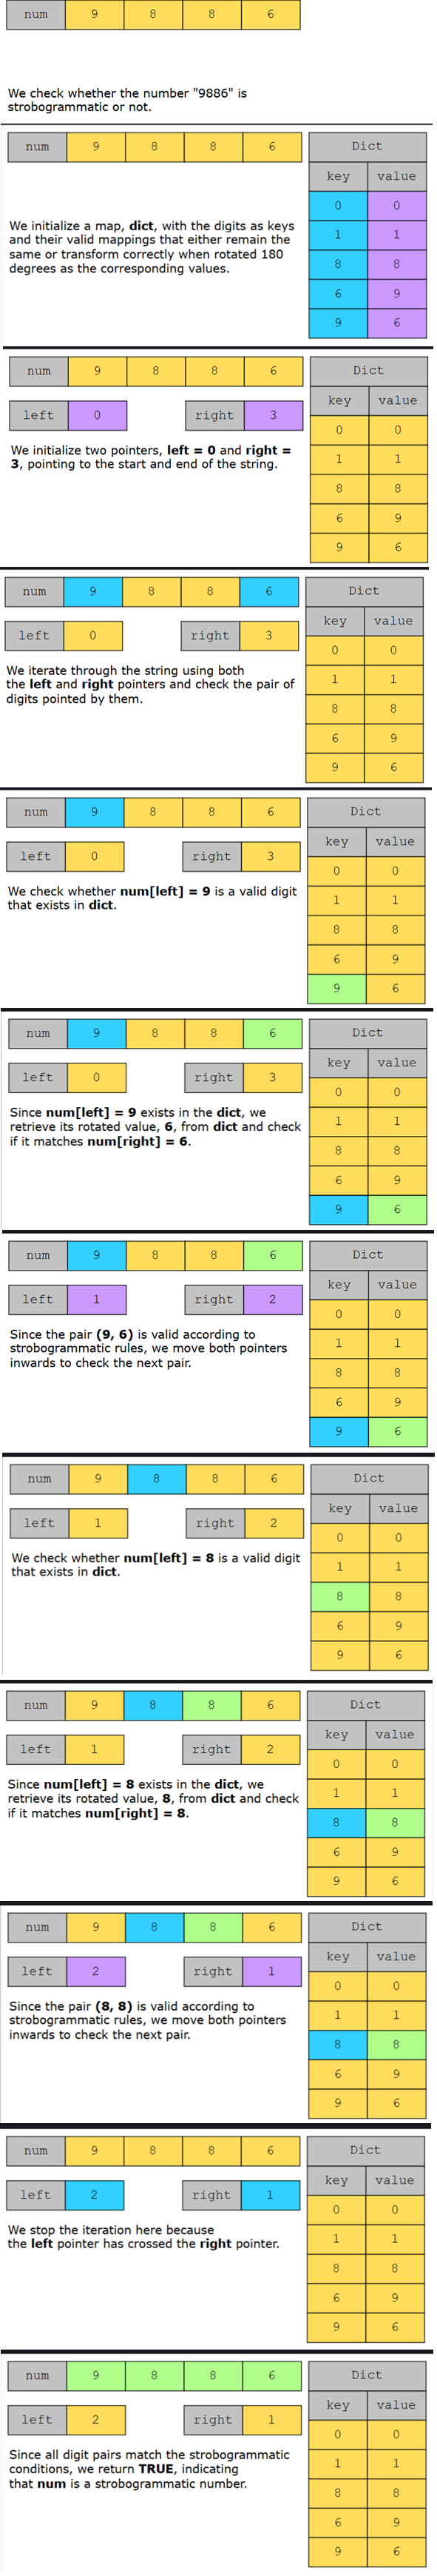 num 9 8 8 6
We check whether the number "9886" is
strobogrammatic or not.
num 9 8 8 6
Dict
key value
0 0
1 1
8 8
6 9
9 6
We initialize a map, dict, with the digits as keys
and their valid mappings that either remain the
same or transform correctly when rotated 180
degrees as the corresponding values.
num 9 8 8 6
left 0 right 3
We initialize two pointers, left = 0 and right =
3, pointing to the start and end of the string.
Dict
key value
0 0
1 1
8 8
6 9
9 6
num 9 8 8 6
left 0 right 3
We iterate through the string using both
the left and right pointers and check the pair of
digits pointed by them.
Dict
key value
0 0
1 1
8 8
6 9
9 6
num 9 8 8 6
left 0 right 3
We check whether num[left] = 9 is a valid digit
that exists in dict.
Dict
key value
0 0
1 1
8 8
6 9
9 6
num 9 8 8 6
left 0 right 3
Since num[left] = 9 exists in the dict, we
retrieve its rotated value, 6, from dict and check
if it matches num[right] = 6.
Dict
key value
0 0
1 1
8 8
6 9
9 6
num 9 8 8 6
left 1 right 2
Since the pair (9, 6) is valid according to
strobogrammatic rules, we move both pointers
inwards to check the next pair.
Dict
key value
0 0
1 1
8 8
6 9
9 6
num 9 8 8 6
left 1 right 2
We check whether num[left] = 8 is a valid digit
that exists in dict.
Dict
key value
0 0
1 1
8 8
6 9
9 6
num 9 8 8 6
left 1 right 2
Since num[left] = 8 exists in the dict, we
retrieve its rotated value, 8, from dict and check
if it matches num[right] = 8.
Dict
key value
0 0
1 1
8 8
6 9
9 6
num 9 8 8 6
left 2 right 1
Since the pair (8, 8) is valid according to
strobogrammatic rules, we move both pointers
inwards to check the next pair.
Dict
key value
0 0
1 1
8 8
6 9
9 6
num 9 8 8 6
left 2 right 1
We stop the iteration here because
the left pointer has crossed the right pointer.
Dict
key value
0 0
1 1
8 8
6 9
9 6
num 9 8 8 6
left 2 right 1
Since all digit pairs match the strobogrammatic
conditions, we return TRUE, indicating
that num is a strobogrammatic number.
Dict
key value
0 0
1 1
8 8
6 9
9 6